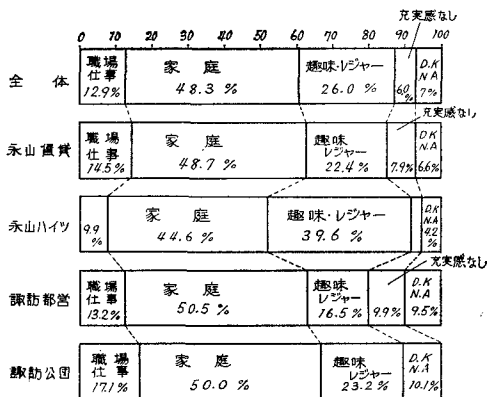 充実感なし
0 10 20 30 40 50 60 70 80 90 100
全体
職場
仕事
12.9%
家庭
48.3%
趣味・レジャー
26.0%
6.0
%
D.K
N.A
7%
充実感なし
永山賃貸
職場
仕事
14.5%
家庭
48.7%
趣味
レジャー
22.4%
7.9%
D.K
N.A
6.6%
永山ハイツ
9.9
%
家庭
44.6%
趣味・レジャー
39.6%
D.K
N.A
4.2
%
充実感なし
諏訪都営
職場
仕事
13.2%
家庭
50.5%
趣味
レジャー
16.5%
9.9%
D.K
N.A
9.5%
諏訪公団
職場
仕事
17.1%
家庭
50.0%
趣味
レジャー
23.2%
D.K
N.A
10.1%